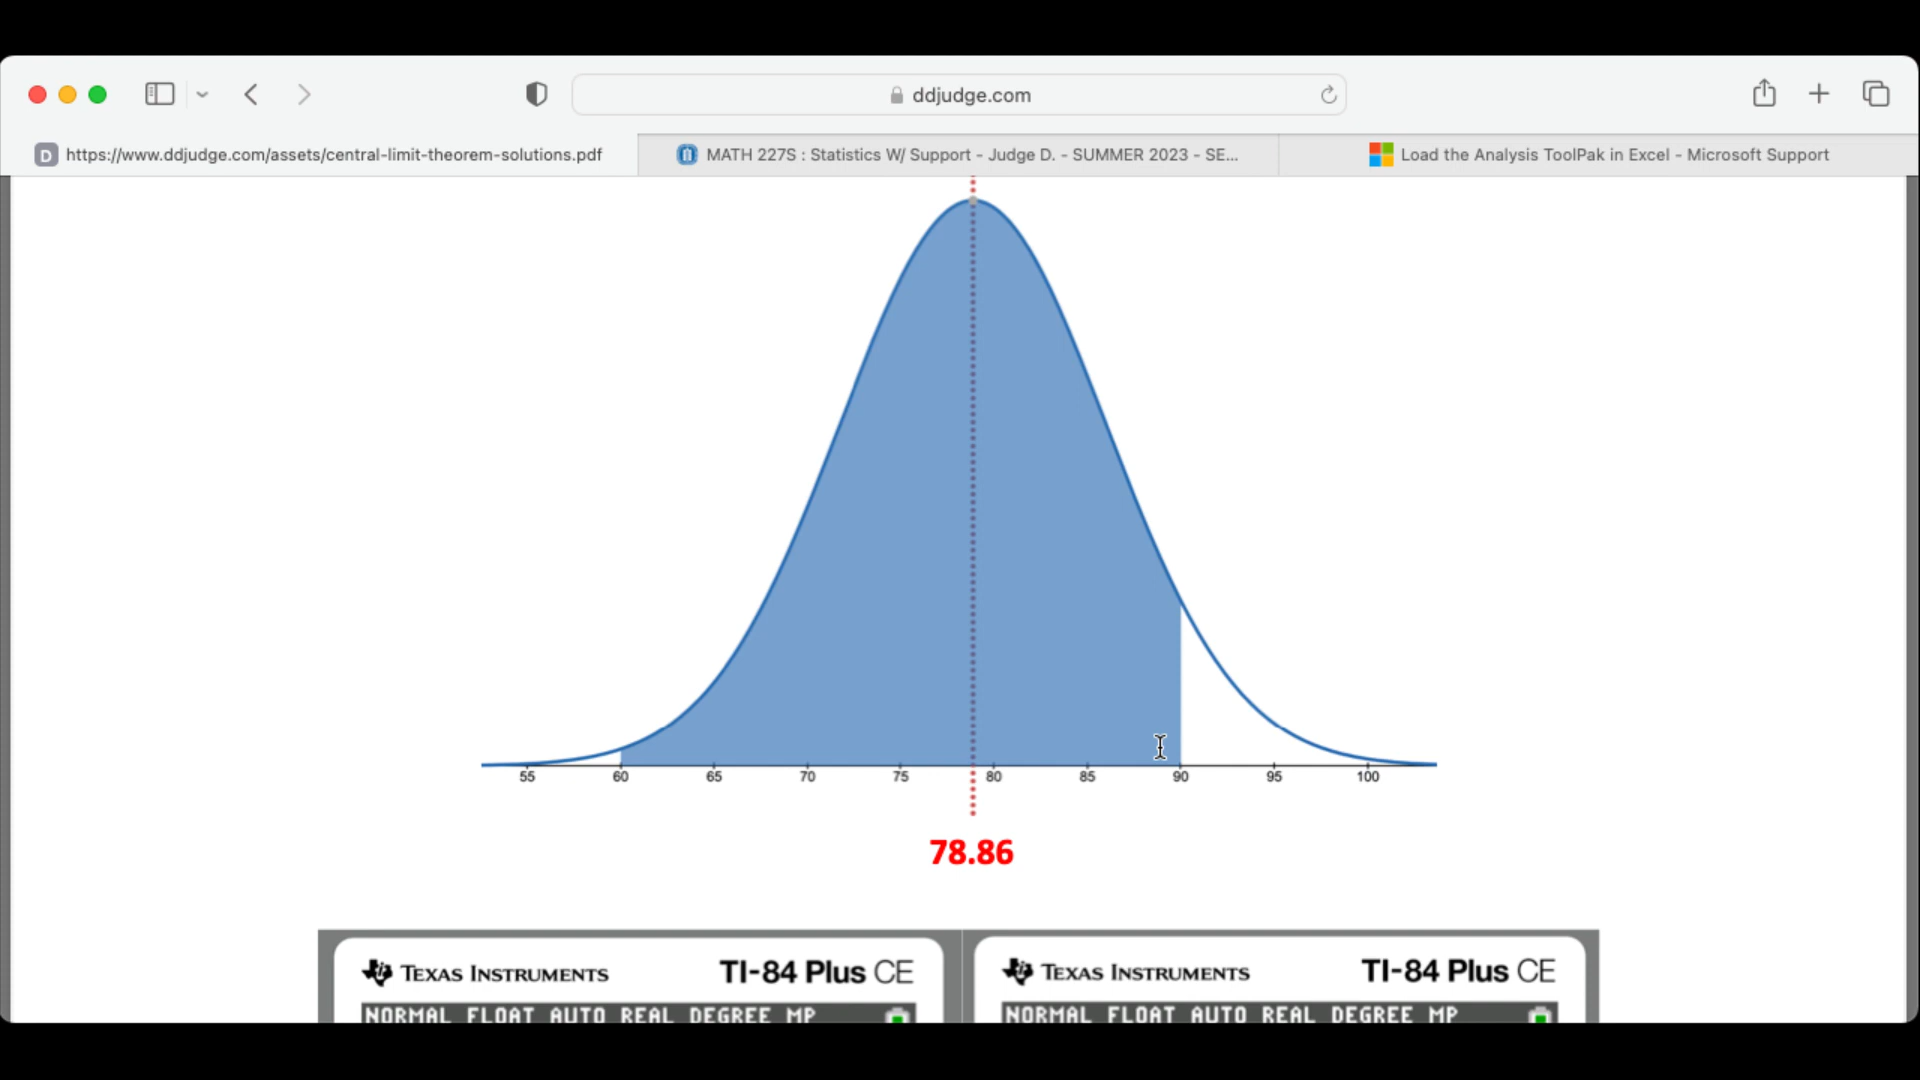 ddjudge.com
D https://www.ddjudge.com/assets/central-limit-theorem-solutions.pdf
MATH 227S : Statistics W/ Support - Judge D. - SUMMER 2023 - SE...
Load the Analysis ToolPak in Excel - Microsoft Support
55 60 65 70 75 80 85 90 95 100
78.86
TEXAS INSTRUMENTS TI-84 Plus CE
NORMAL FLOAT AUTO REAL DEGREE MP
TEXAS INSTRUMENTS TI-84 Plus CE
NORMAL FLOAT AUTO REAL DEGREE MP